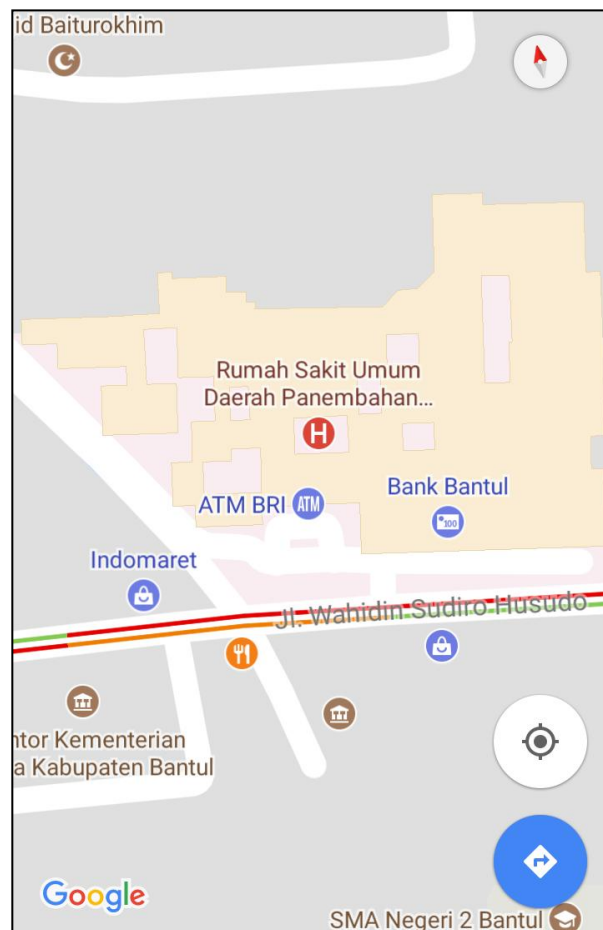 id Baiturokhim
Rumah Sakit Umum
Daerah Panembahan...
H
ATM BRI ATM
Bank Bantul
100
Indomaret
Jl. Wahidin Sudiro Husudo
ntor Kementerian
a Kabupaten Bantul
Google
SMA Negeri 2 Bantul